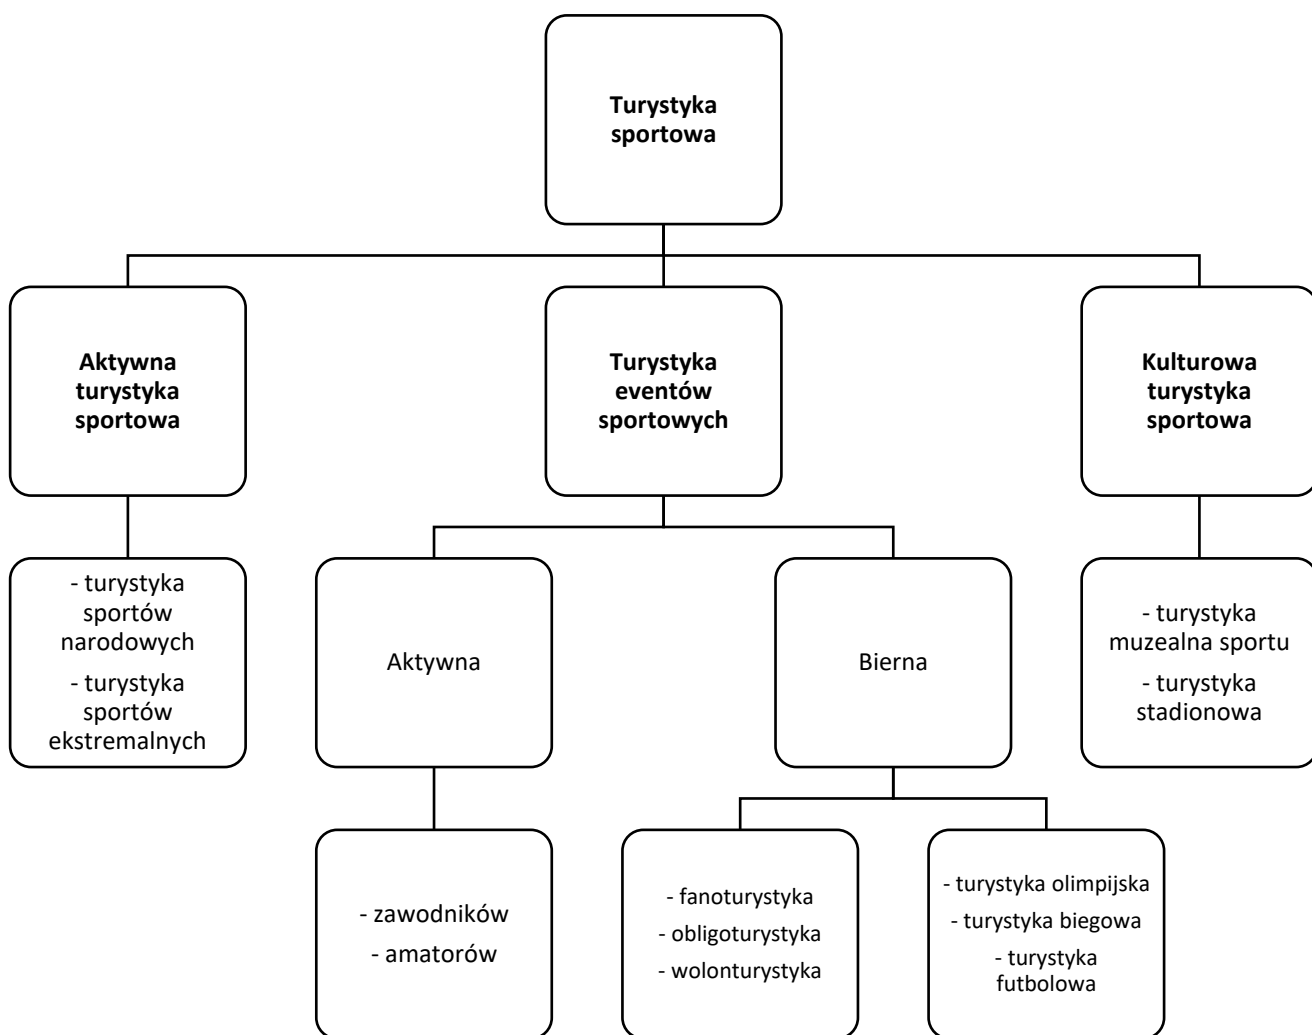 Turystyka
sportowa
Aktywna
turystyka
sportowa
Turystyka
eventów
sportowych
Kulturowa
turystyka
sportowa
- turystyka
sportów
narodowych
- turystyka
sportów
ekstremalnych
Aktywna
Bierna
- turystyka
muzealna sportu
- turystyka
stadionowa
- zawodników
- amatorów
- fanoturystyka
- obligoturystyka
- wolonturystyka
- turystyka olimpijska
- turystyka biegowa
- turystyka
futbolowa